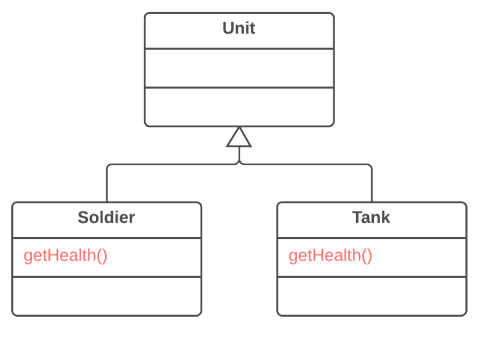 Unit
Soldier
Tank
getHealth()
getHealth()